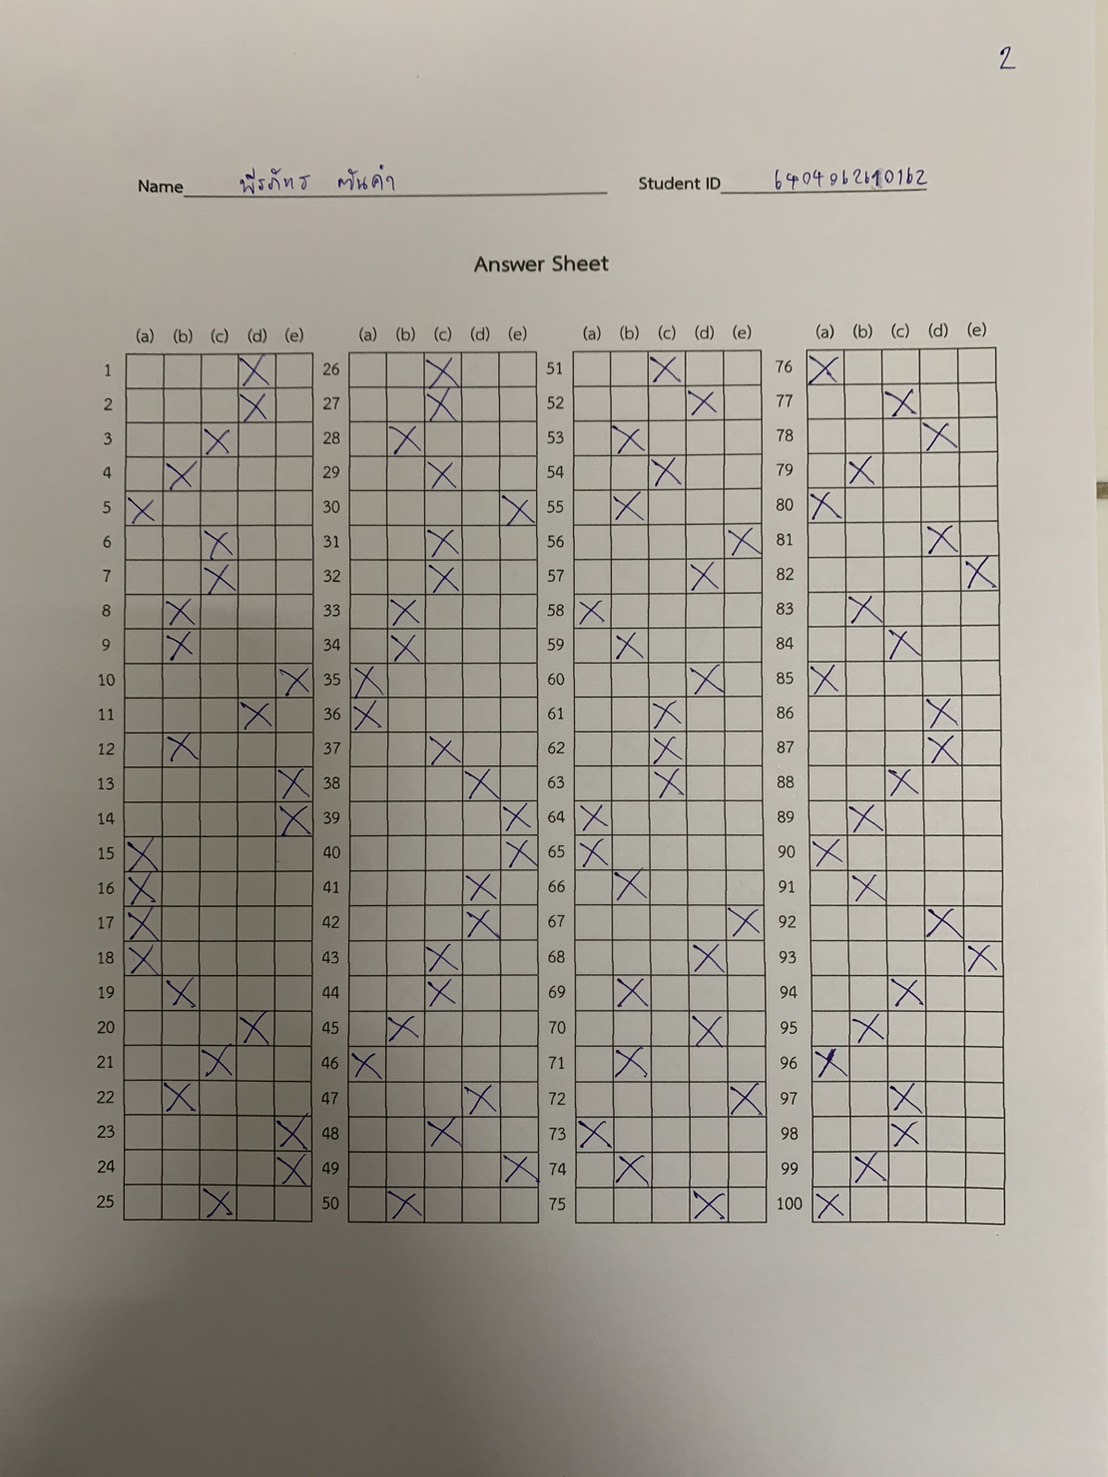 2
Name พีรภัทร ตันคำ Student ID 6404062610162
Answer Sheet
(a) (b) (c) (d) (e) (a) (b) (c) (d) (e) (a) (b) (c) (d) (e) (a) (b) (c) (d) (e)
1 X 26 X 51 X 76 X
2 X 27 X 52 X 77 X
3 X 28 X 53 X 78 X
4 X 29 X 54 X 79 X
5 X 30 X 55 X 80 X
6 X 31 X 56 X 81 X
7 X 32 X 57 X 82 X
8 X 33 X 58 X 83 X
9 X 34 X 59 X 84 X
10 X 35 X 60 X 85 X
11 X 36 X 61 X 86 X
12 X 37 X 62 X 87 X
13 X 38 X 63 X 88 X
14 X 39 X 64 X 89 X
15 X 40 X 65 X 90 X
16 X 41 X 66 X 91 X
17 X 42 X 67 X 92 X
18 X 43 X 68 X 93 X
19 X 44 X 69 X 94 X
20 X 45 X 70 X 95 X
21 X 46 X 71 X 96 X
22 X 47 X 72 X 97 X
23 X 48 X 73 X 98 X
24 X 49 X 74 X 99 X
25 X 50 X 75 X 100 X